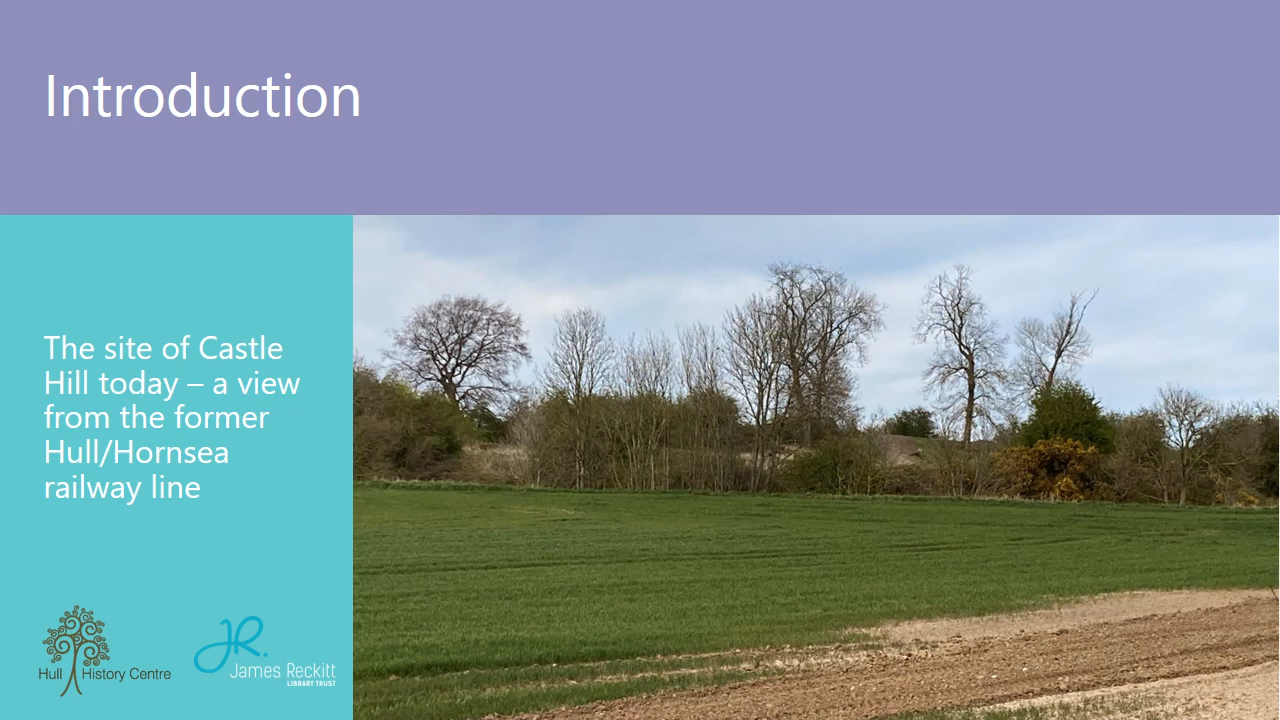 Introduction
The site of Castle
Hill today – a view
from the former
Hull/Hornsea
railway line
Hull History Centre
JR.
James Reckitt
LIBRARY TRUST